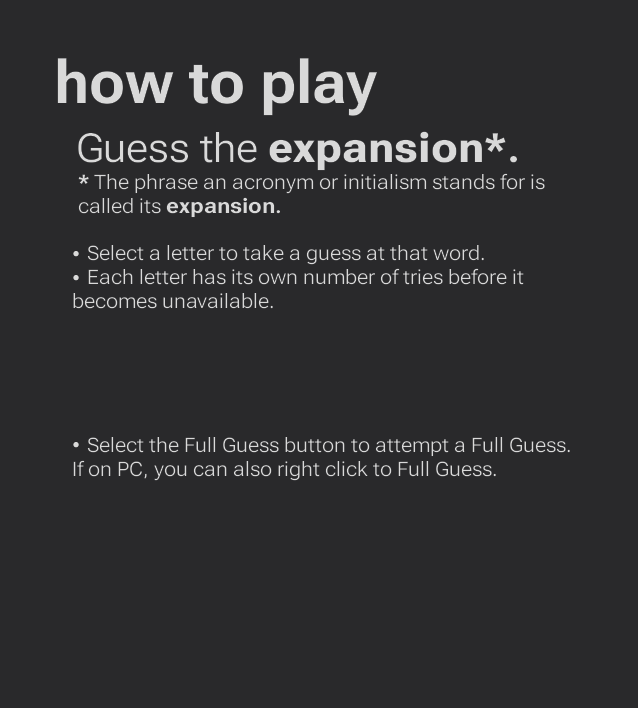 how to play
Guess the expansion*.
* The phrase an acronym or initialism stands for is
called its expansion.
• Select a letter to take a guess at that word.
• Each letter has its own number of tries before it
becomes unavailable.
• Select the Full Guess button to attempt a Full Guess.
If on PC, you can also right click to Full Guess.